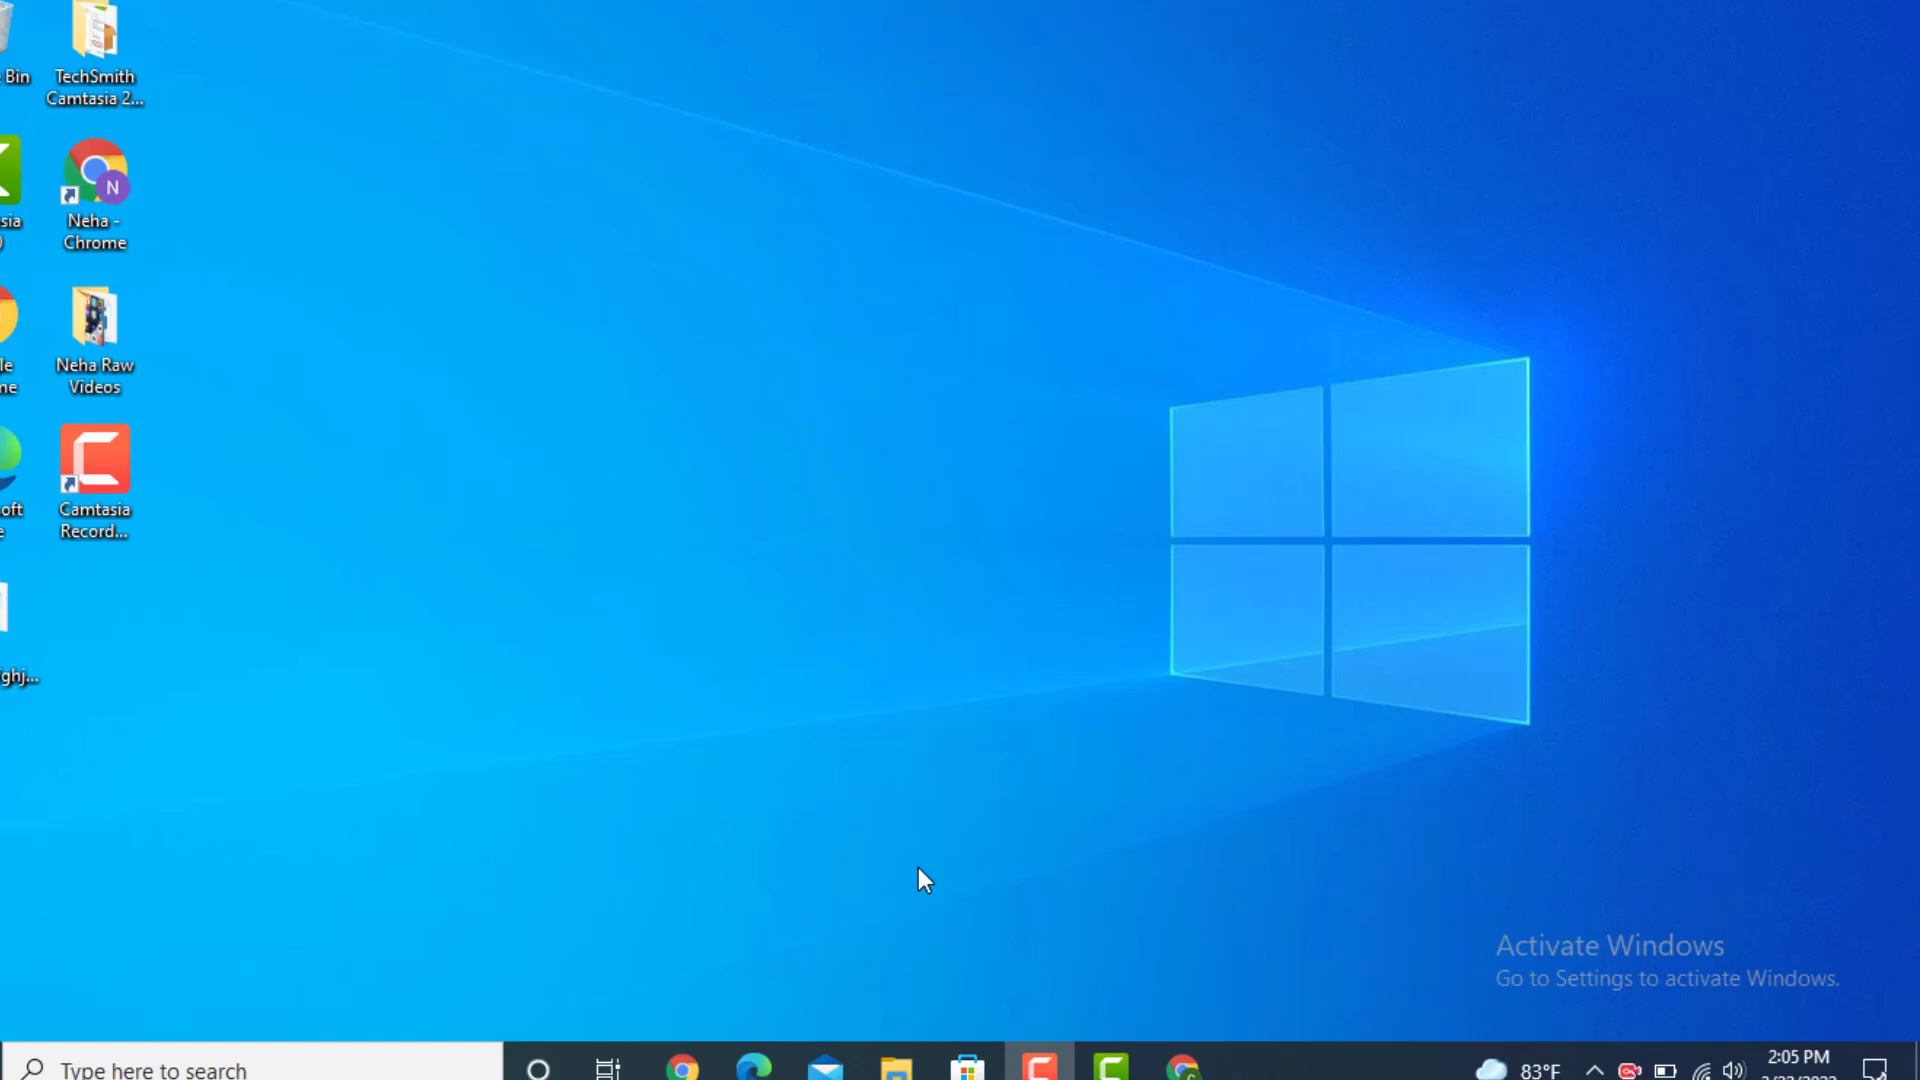 Bin
TechSmith
Camtasia 2...
sia
N
Neha -
Chrome
le
me
Neha Raw
Videos
oft
e
Camtasia
Record...
ghj...
Activate Windows
Go to Settings to activate Windows.
Type here to search
83°F
2:05 PM